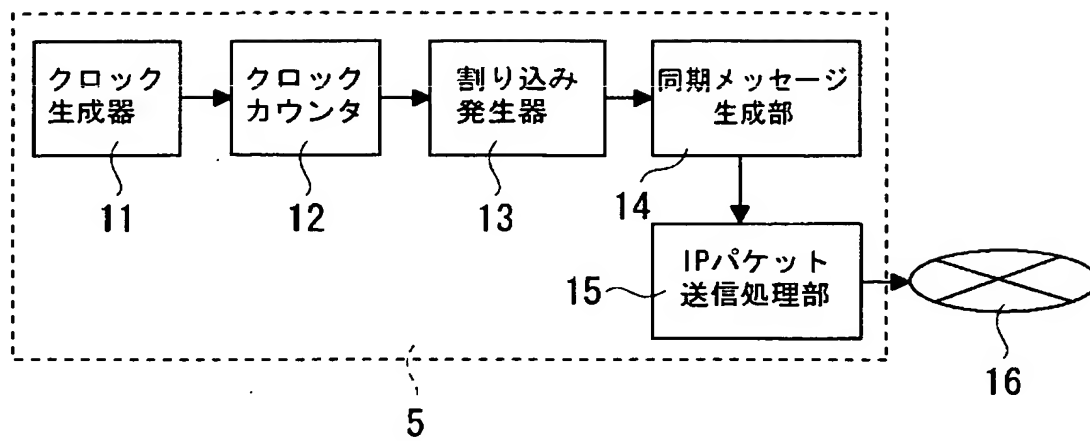 クロック
生成器
クロック
カウンタ
割り込み
発生器
同期メッセージ
生成部
11
12
13
14
IPパケット
送信処理部
15
16
5